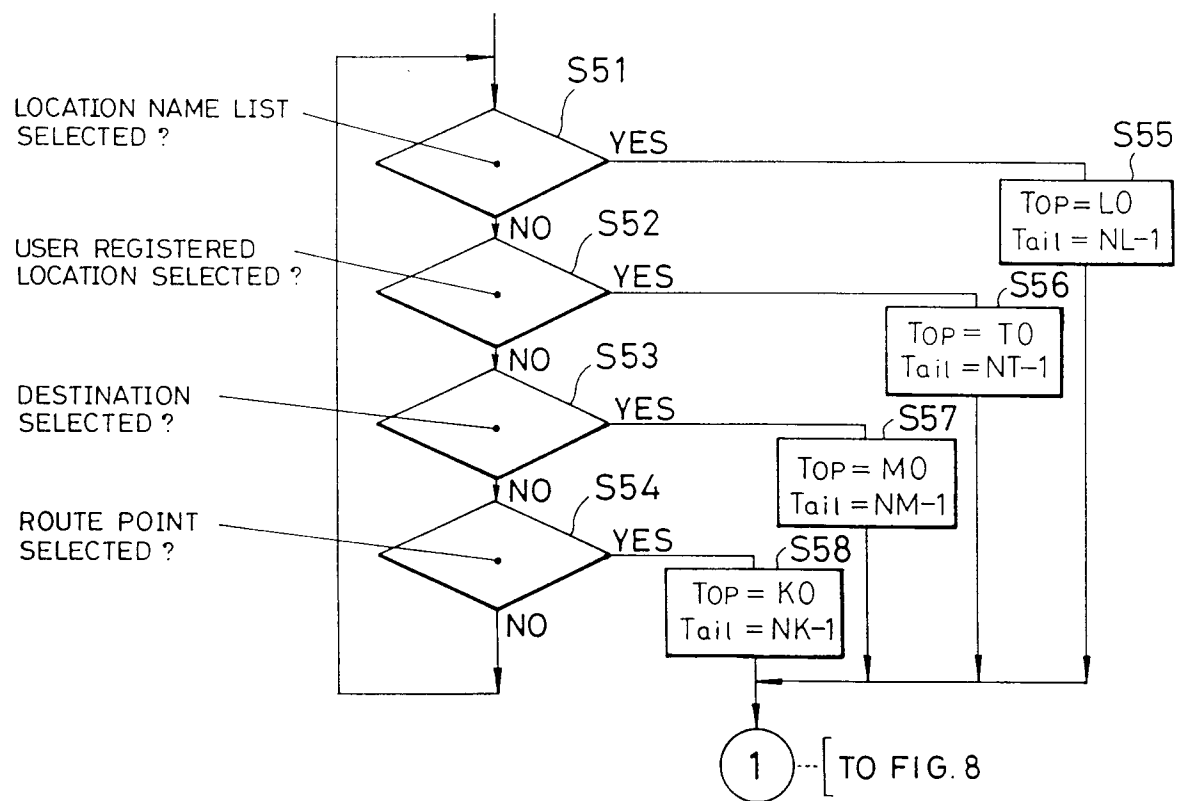 S51
LOCATION NAME LIST
SELECTED ?
YES
S55
TOP = L0
Tail = NL-1
NO
S52
USER REGISTERED
LOCATION SELECTED ?
YES
S56
TOP = T0
Tail = NT-1
NO
S53
DESTINATION
SELECTED ?
YES
S57
TOP = M0
Tail = NM-1
NO
S54
ROUTE POINT
SELECTED ?
YES
S58
TOP = K0
Tail = NK-1
NO
1
TO FIG. 8